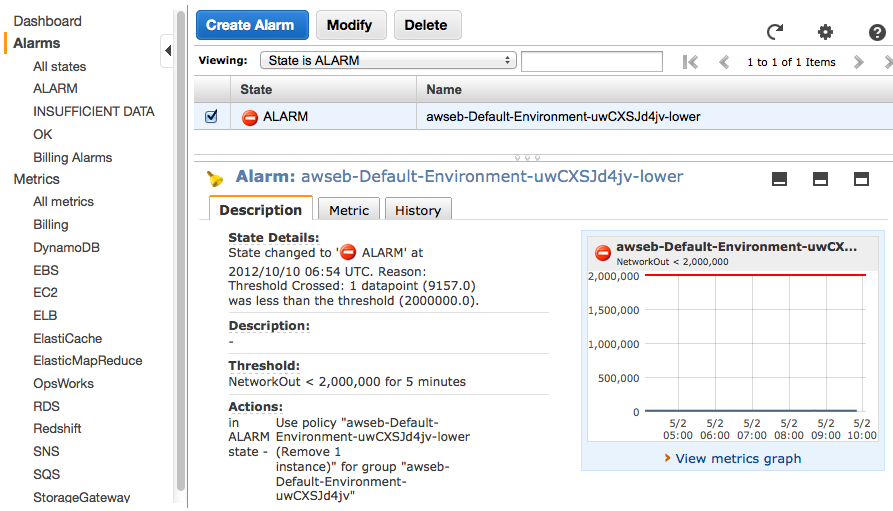 Dashboard
Alarms
All states
ALARM
INSUFFICIENT DATA
OK
Billing Alarms
Metrics
All metrics
Billing
DynamoDB
EBS
EC2
ELB
ElastiCache
ElasticMapReduce
OpsWorks
RDS
Redshift
SNS
SQS
StorageGateway
Create Alarm Modify Delete
Viewing: State is ALARM 1 to 1 of 1 Items
State Name
ALARM awseb-Default-Environment-uwCXSJd4jv-lower
Alarm: awseb-Default-Environment-uwCXSJd4jv-lower
Description Metric History
State Details:
State changed to ' ALARM' at
2012/10/10 06:54 UTC. Reason:
Threshold Crossed: 1 datapoint (9157.0)
was less than the threshold (2000000.0).
Description:
-
Threshold:
NetworkOut < 2,000,000 for 5 minutes
Actions:
in Use policy "awseb-Default-
ALARM Environment-uwCXSJd4jv-lower
state - (Remove 1
instance)" for group "awseb-
Default-Environment-
uwCXSJd4jv"
awseb-Default-Environment-uwCX...
NetworkOut < 2,000,000
2,000,000
1,500,000
1,000,000
500,000
0
5/2 5/2 5/2 5/2 5/2 5/2
05:00 06:00 07:00 08:00 09:00 10:00
View metrics graph